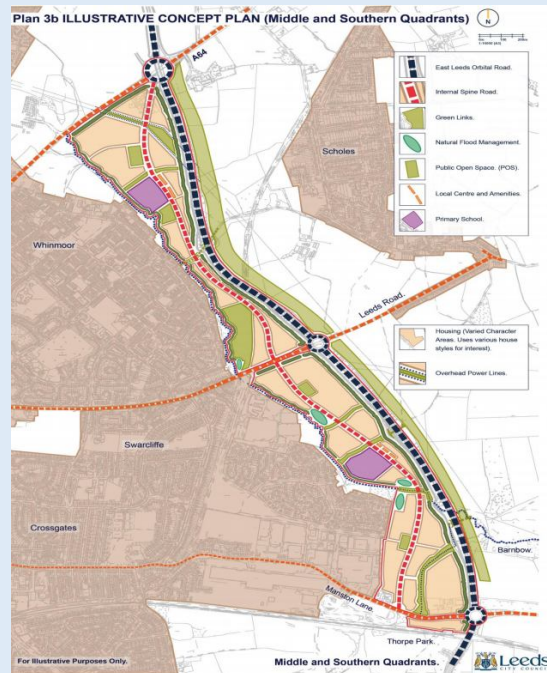 Plan 3b ILLUSTRATIVE CONCEPT PLAN (Middle and Southern Quadrants)
N
A64
East Leeds Orbital Road.
Internal Spine Road.
Green Links.
Natural Flood Management.
Public Open Space. (POS).
Local Centre and Amenities.
Primary School.
Scholes
Whinmoor
Leeds Road.
Housing (Varied Character
Areas. Uses various house
styles for interest).
Overhead Power Lines.
Swarcliffe
Crossgates
Barnbow.
Manston Lane.
Thorpe Park.
For Illustrative Purposes Only.
Middle and Southern Quadrants.
Leeds
CITY COUNCIL